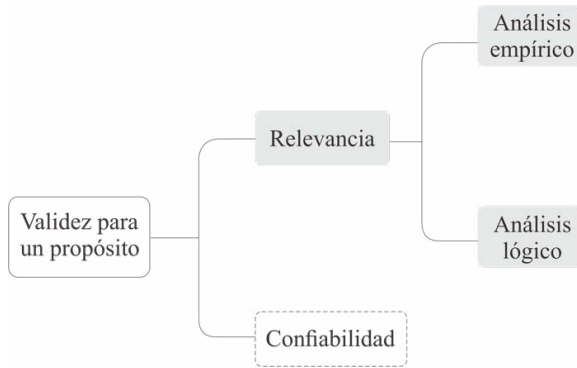 Análisis
empírico
Relevancia
Validez para
un propósito
Análisis
lógico
Confiabilidad